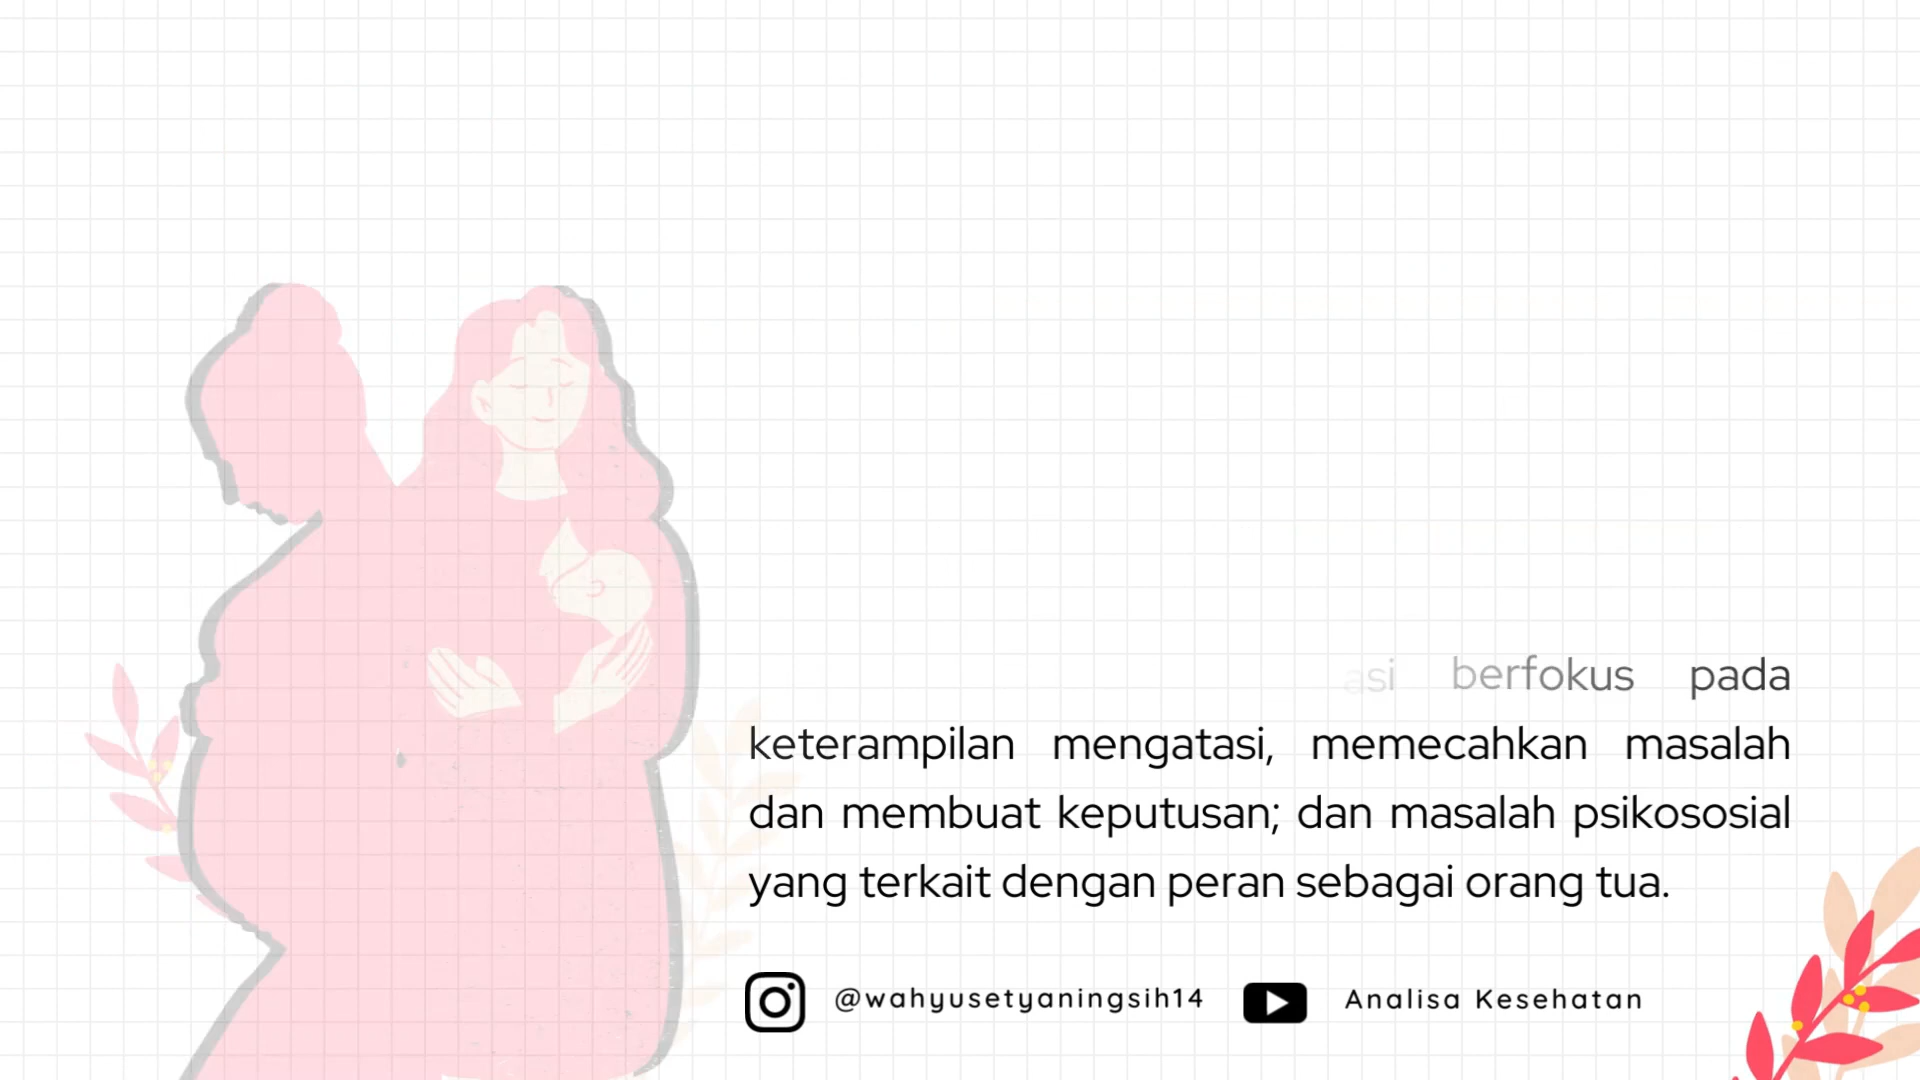 asi berfokus pada
keterampilan mengatasi, memecahkan masalah
dan membuat keputusan; dan masalah psikososial
yang terkait dengan peran sebagai orang tua.
@wahyusetyaningsih14 Analisa Kesehatan